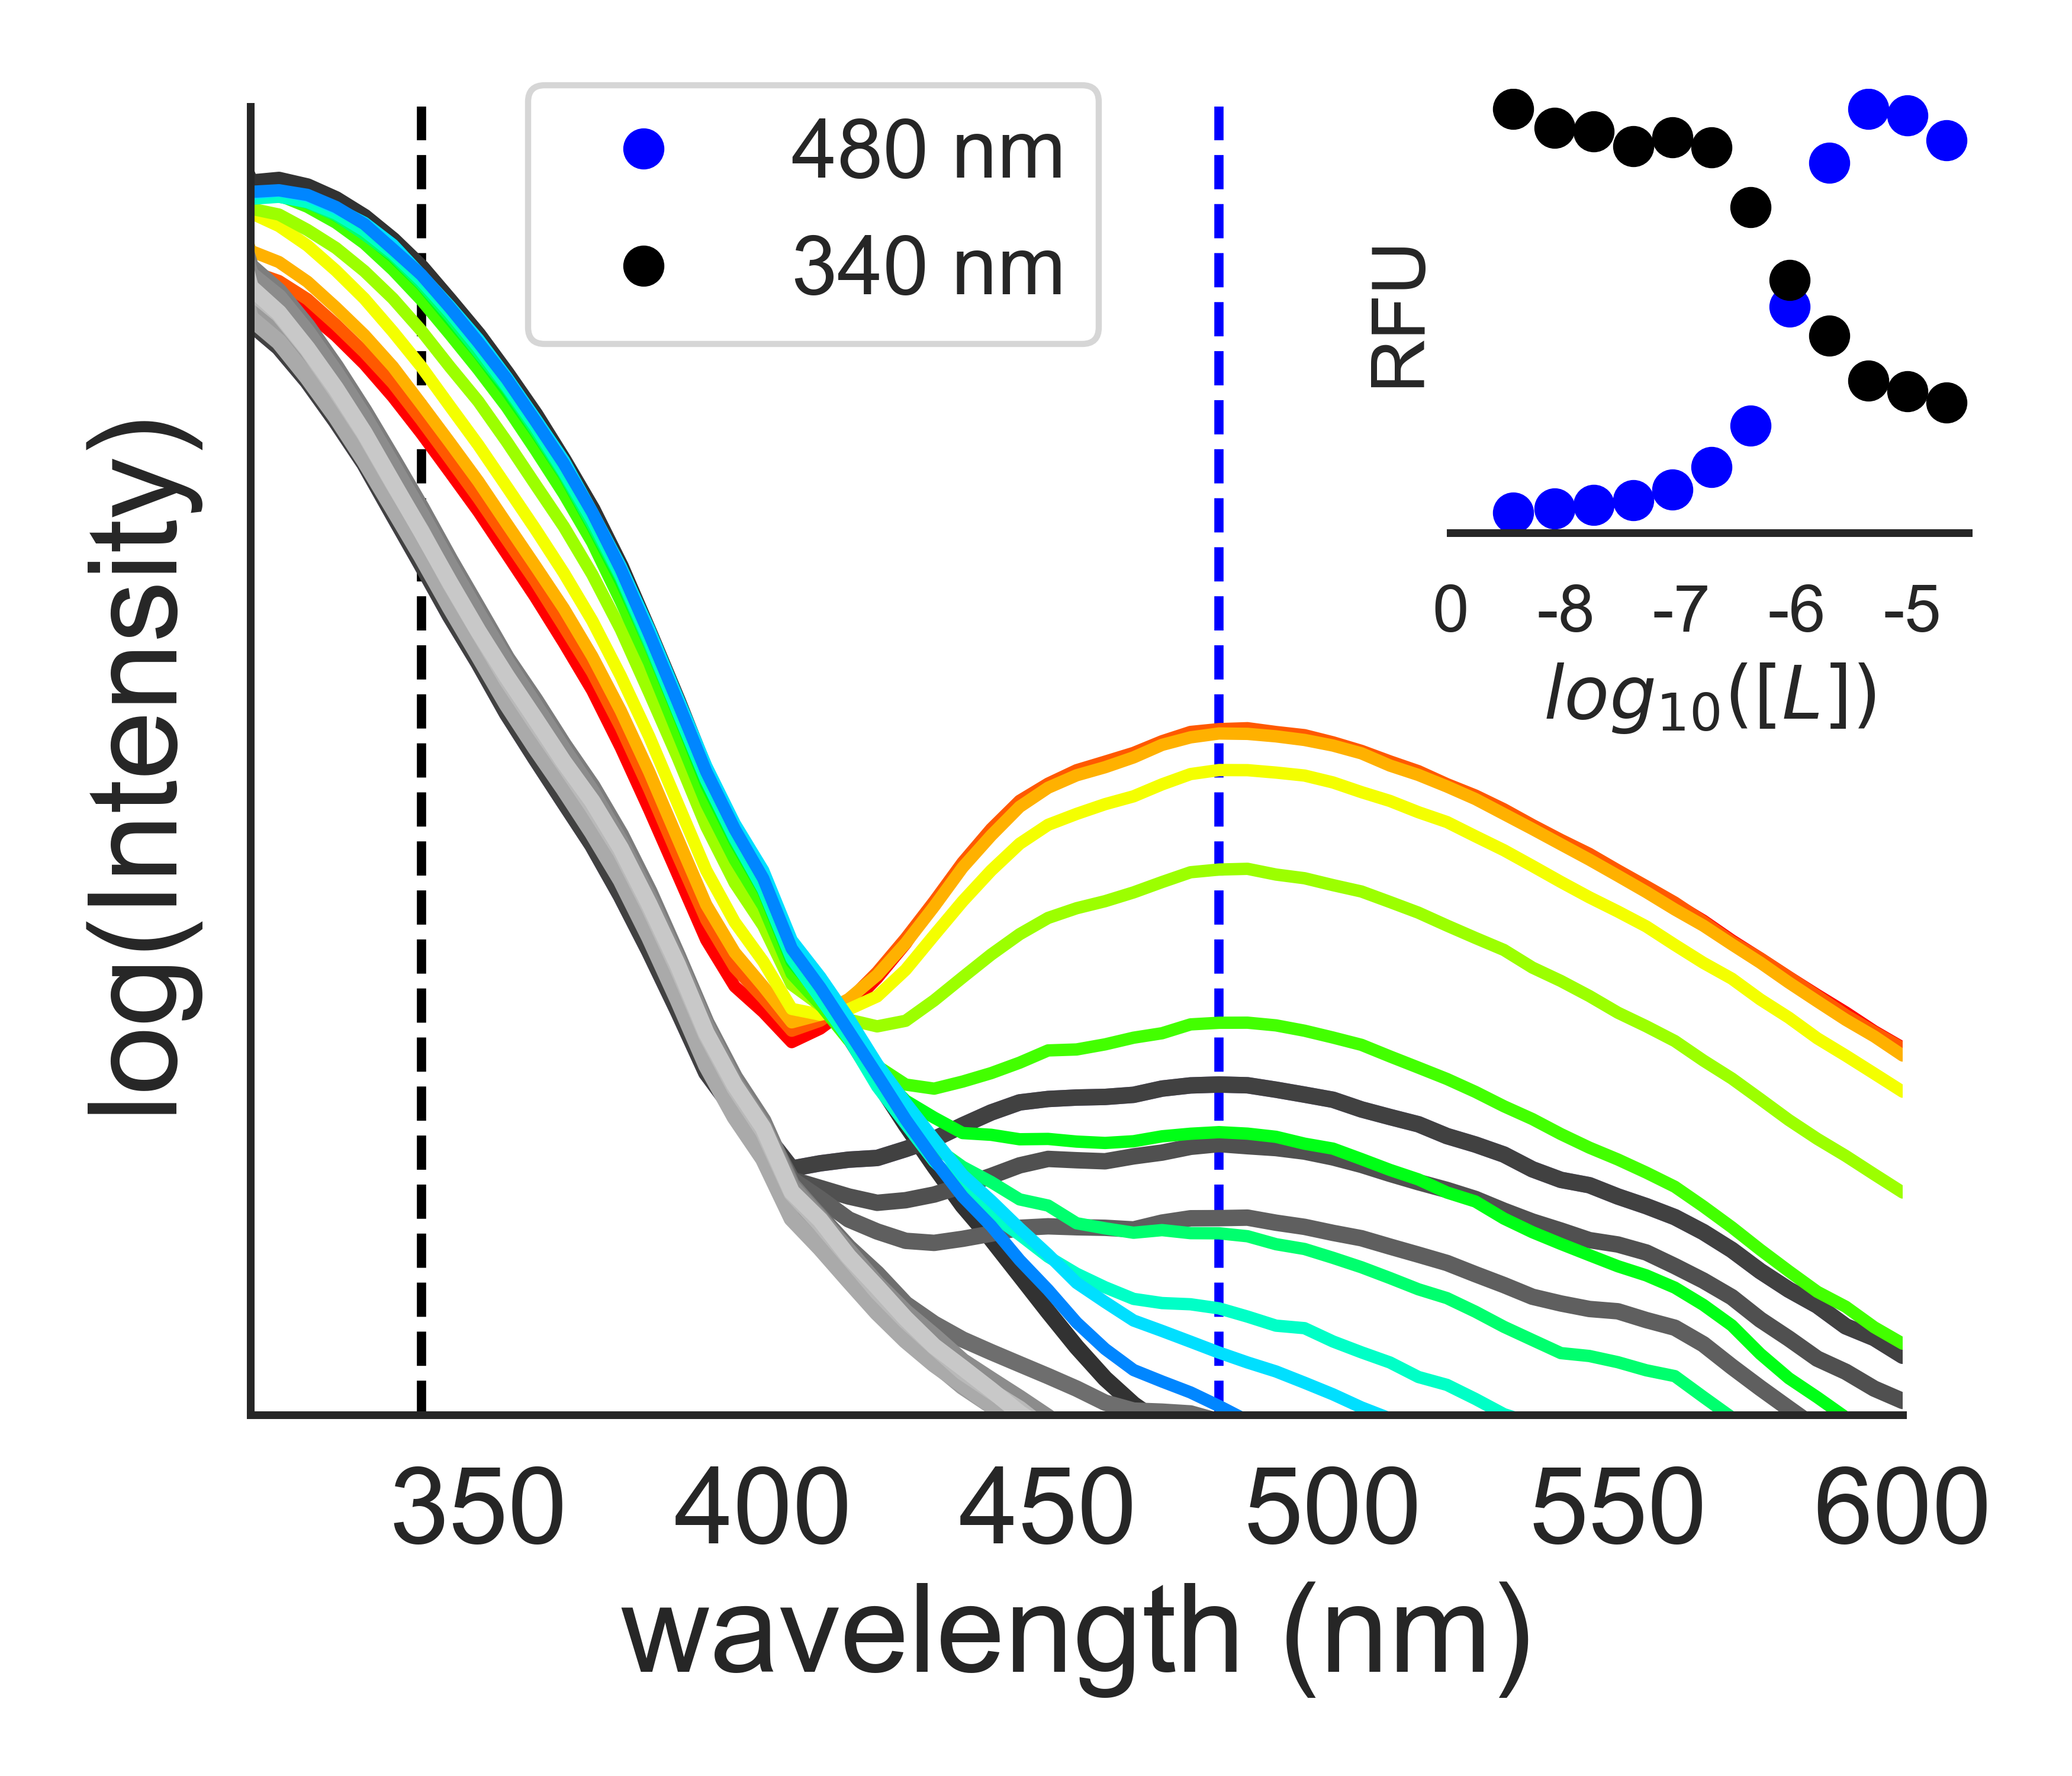 480 nm
340 nm
RFU
0 -8 -7 -6 -5
log10([L])
log(Intensity)
350 400 450 500 550 600
wavelength (nm)